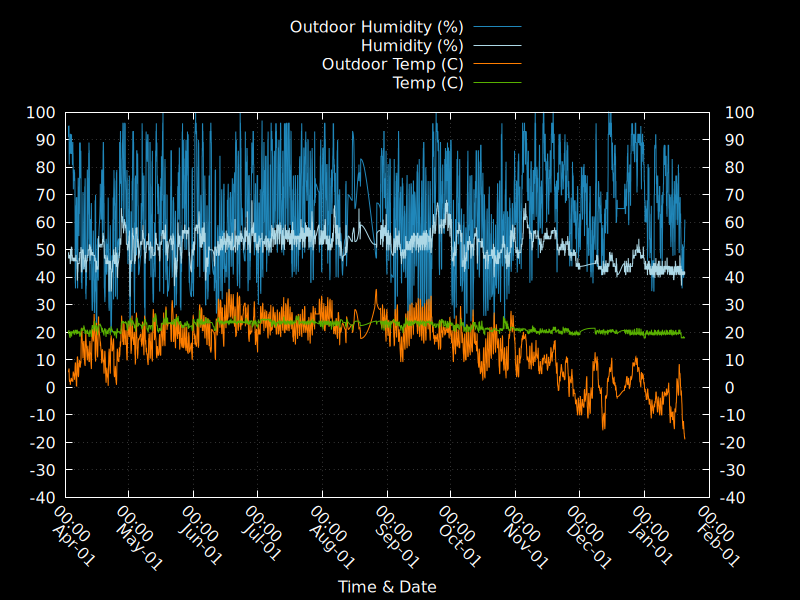 Outdoor Humidity (%)
Humidity (%)
Outdoor Temp (C)
Temp (C)
100 100
90 90
80 80
70 70
60 60
50 50
40 40
30 30
20 20
10 10
0 0
-10 -10
-20 -20
-30 -30
-40 -40
00:00 Apr-01
00:00 May-01
00:00 Jun-01
00:00 Jul-01
00:00 Aug-01
00:00 Sep-01
00:00 Oct-01
00:00 Nov-01
00:00 Dec-01
00:00 Jan-01
00:00 Feb-01
Time & Date